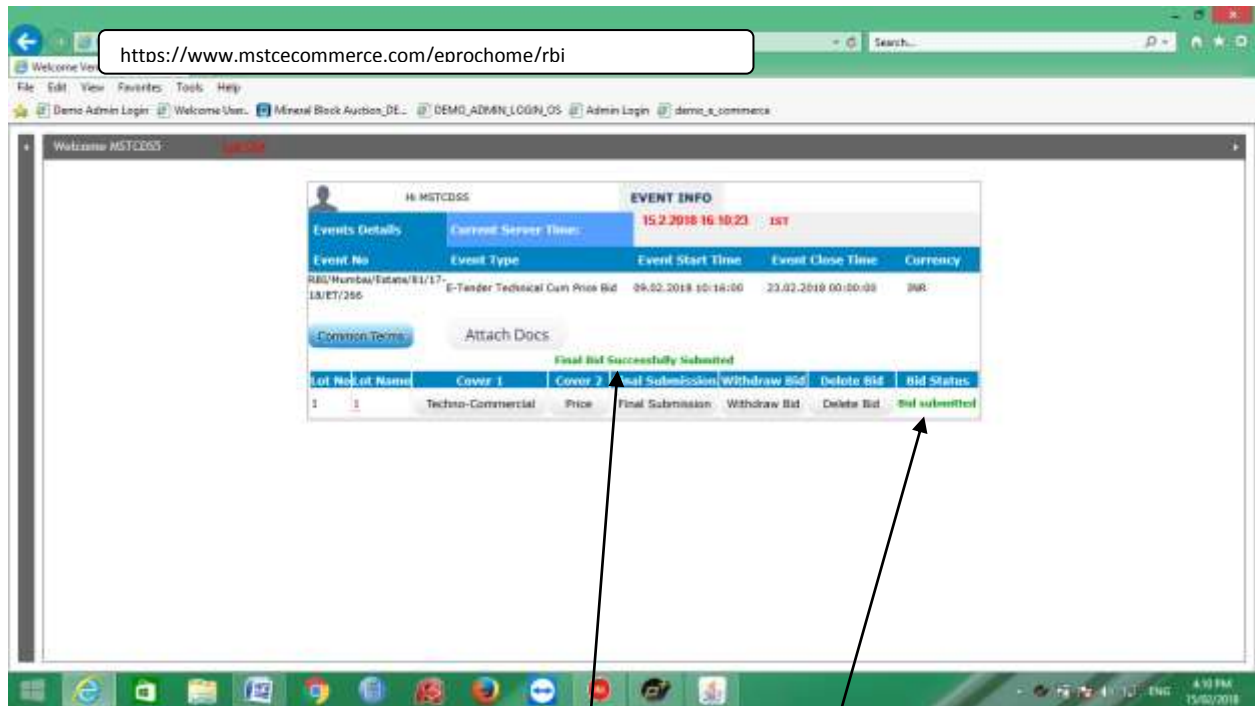 Search...
https://www.mstcecommerce.com/eprochome/rbi
Welcome Ven
File Edit View Favorites Tools Help
Demo Admin Login Welcome User.. Mineral Block Auction_DE... DEMO_ADMIN_LOGIN_OS Admin Login demo_e_commerce
Welcome MSTCDSS
Hi MSTCDSS EVENT INFO
Events Details Current Server Time: 15.2.2018 16:10:23 IST
Event No Event Type Event Start Time Event Close Time Currency
RBI/Mumbai/Estate/81/17-18/ET/266 E-Tender Technical Cum Price Bid 09.02.2018 10:16:00 23.02.2018 00:00:00 INR
Common Terms Attach Docs
Final Bid Successfully Submitted
Lot No Lot Name Cover 1 Cover 2 Final Submission Withdraw Bid Delete Bid Bid Status
1 1 Techno-Commercial Price Final Submission Withdraw Bid Delete Bid Bid submitted
ENG 4:10 PM
15/02/2018